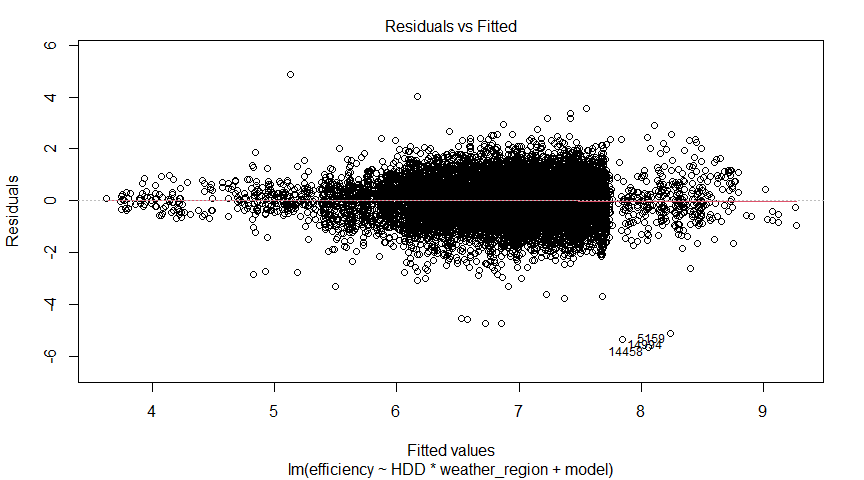 Residuals vs Fitted
6
4
2
0
-2
-4
-6
Residuals
5159
14994
14458
4 5 6 7 8 9
Fitted values
lm(efficiency ~ HDD * weather_region + model)